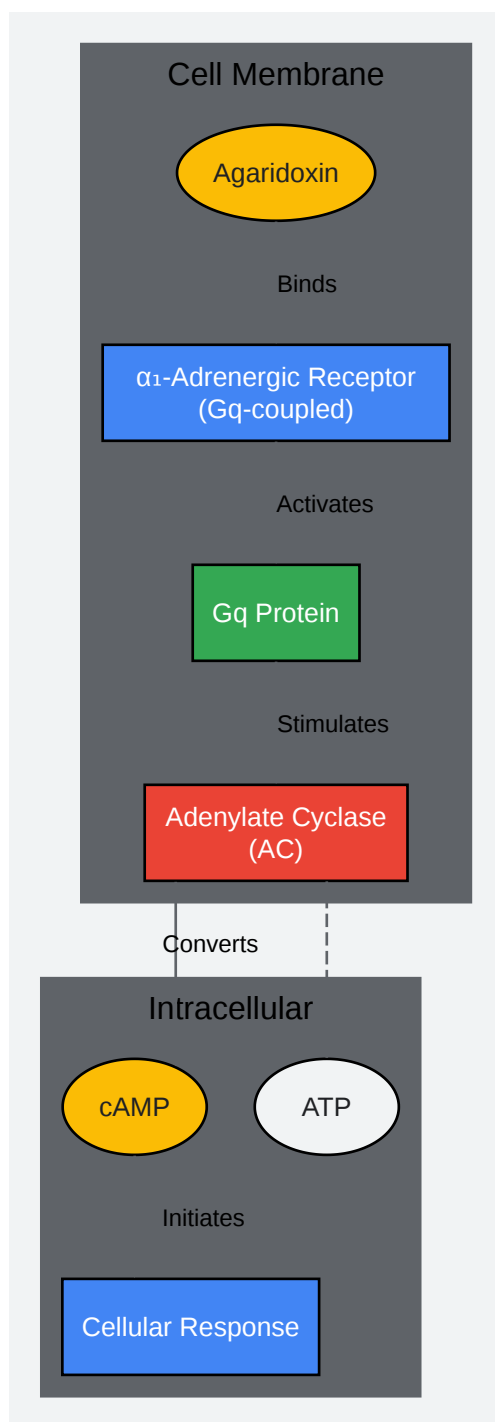 Cell Membrane
Agaridoxin
Binds
α₁-Adrenergic Receptor
(Gq-coupled)
Activates
Gq Protein
Stimulates
Adenylate Cyclase
(AC)
Converts
Intracellular
cAMP
ATP
Initiates
Cellular Response